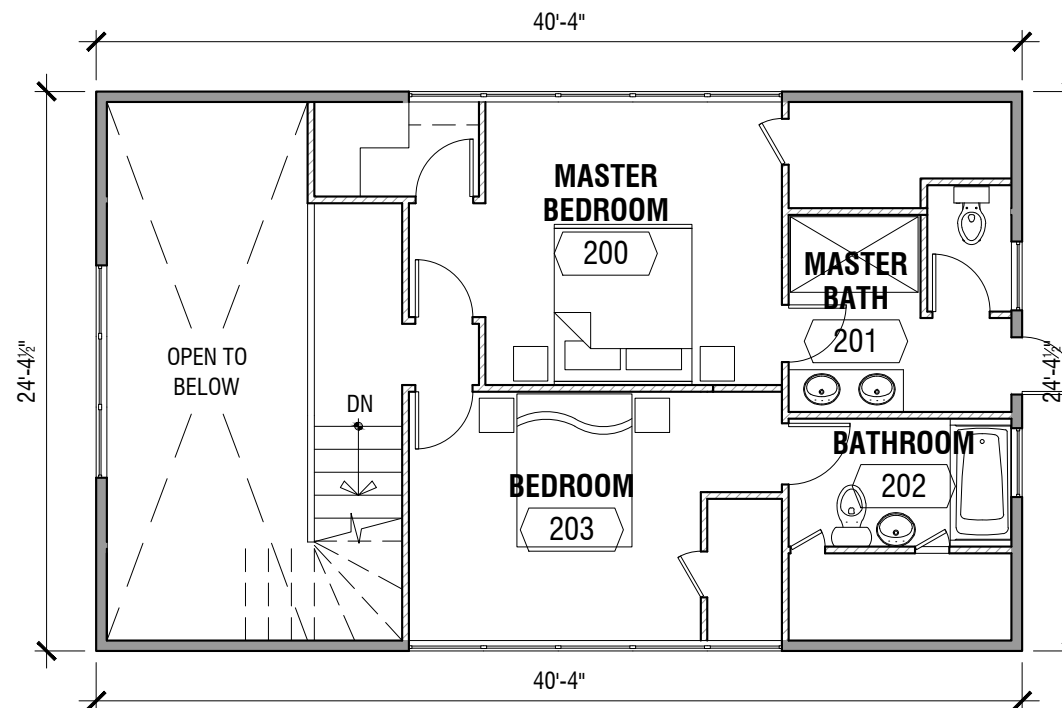 40'-4"
MASTER
BEDROOM
200
MASTER
BATH
201
24'-4½"
24'-4½"
OPEN TO
BELOW
DN
BATHROOM
202
BEDROOM
203
40'-4"